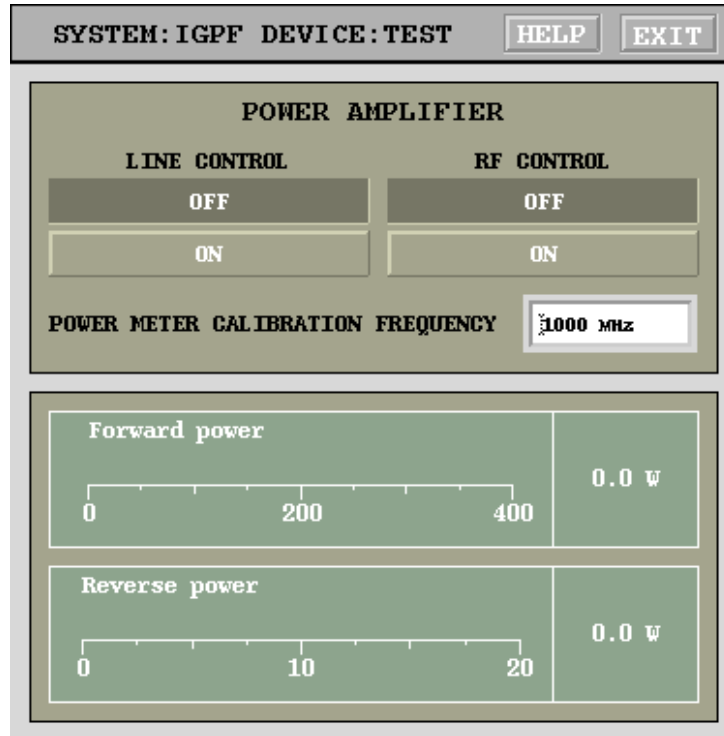 SYSTEM:IGPF DEVICE:TEST HELP EXIT
POWER AMPLIFIER
LINE CONTROL RF CONTROL
OFF OFF
ON ON
POWER METER CALIBRATION FREQUENCY 1000 MHz
Forward power
0.0 W
0 200 400
Reverse power
0.0 W
0 10 20